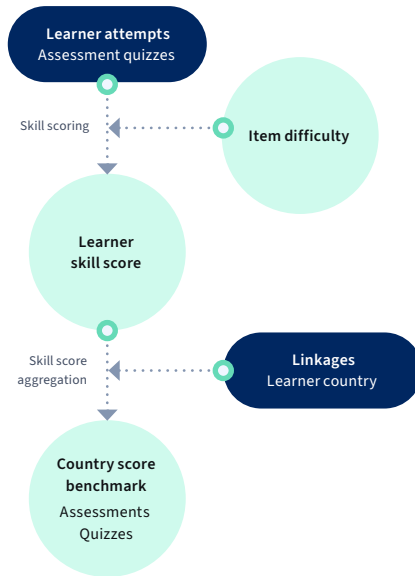 Learner attempts
Assessment quizzes
Skill scoring
Item difficulty
Learner
skill score
Skill score
aggregation
Linkages
Learner country
Country score
benchmark
Assessments
Quizzes